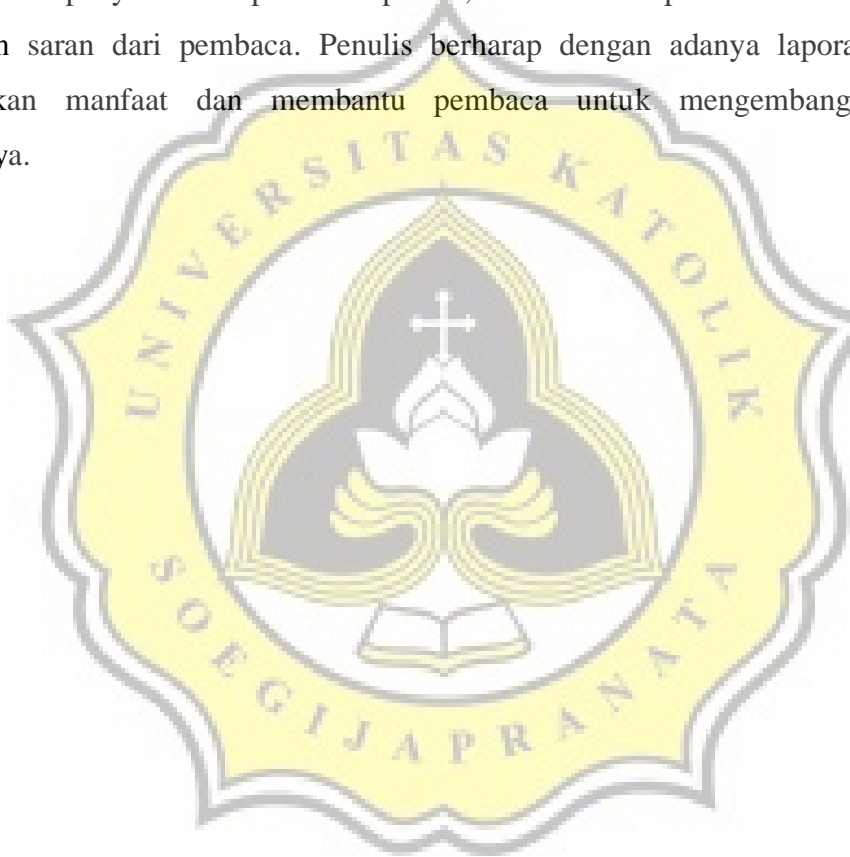 saran dari pembaca. Penulis berharap dengan adanya lapora
kan manfaat dan membantu pembaca untuk mengembang
ya.
UNIVERSITAS KATOLIK
SOEGIJAPRANATA